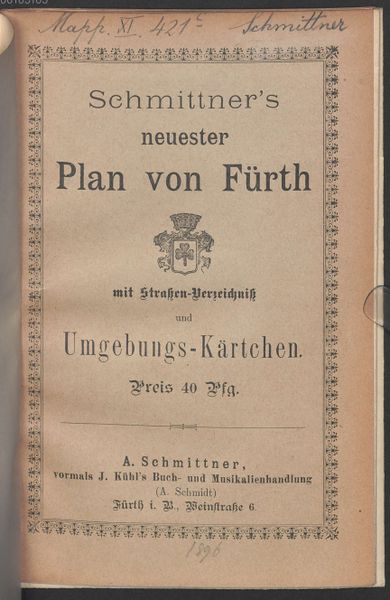 Mapp. XI. 421 c Schmittner
Schmittner's
neuester
Plan von Fürth
mit Straßen-Verzeichniß
und
Umgebungs-Kärtchen.
Preis 40 Pfg.
A. Schmittner,
vormals J. Kühl's Buch- und Musikalienhandlung
(A. Schmidt)
Fürth i. B., Weinstraße 6.
1896